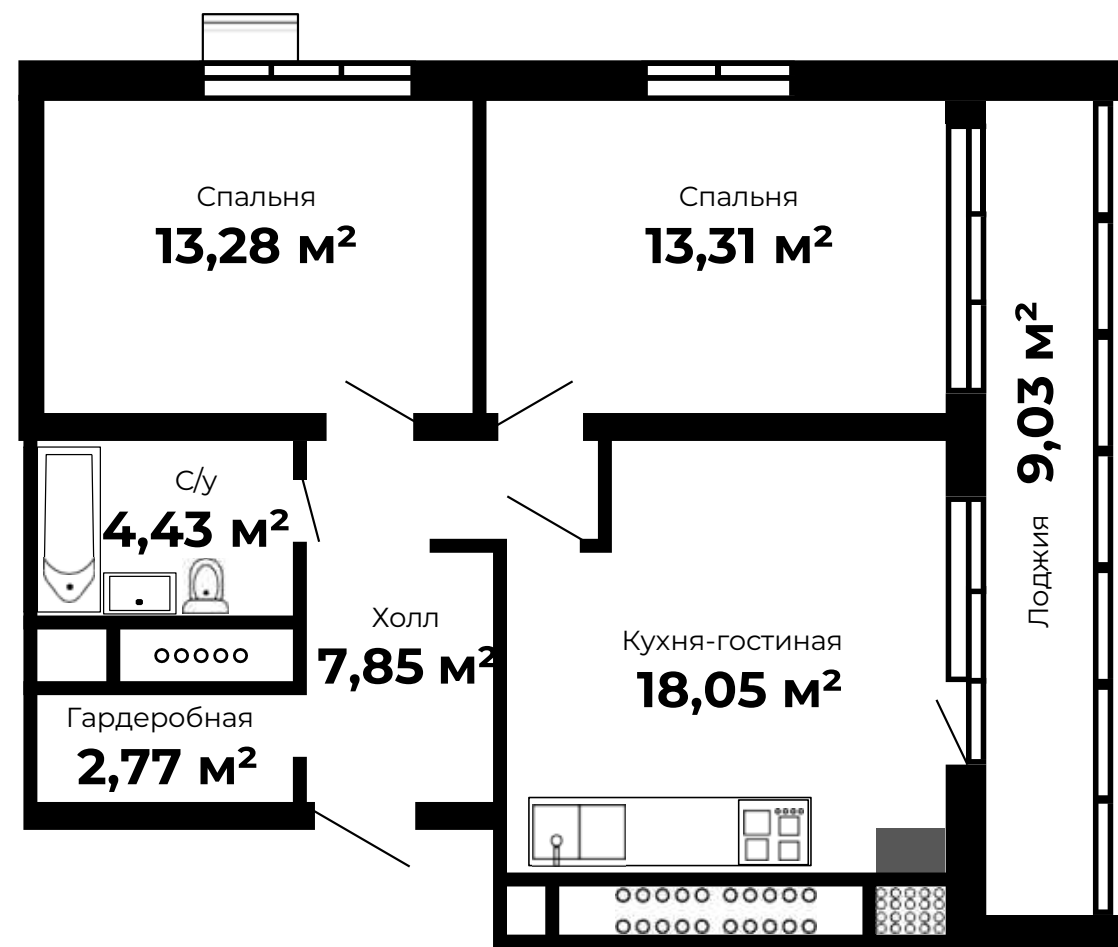 Спальня
13,28 м²
Спальня
13,31 м²
Лоджия 9,03 м²
С/у
4,43 м²
Холл
7,85 м²
Кухня-гостиная
18,05 м²
Гардеробная
2,77 м²